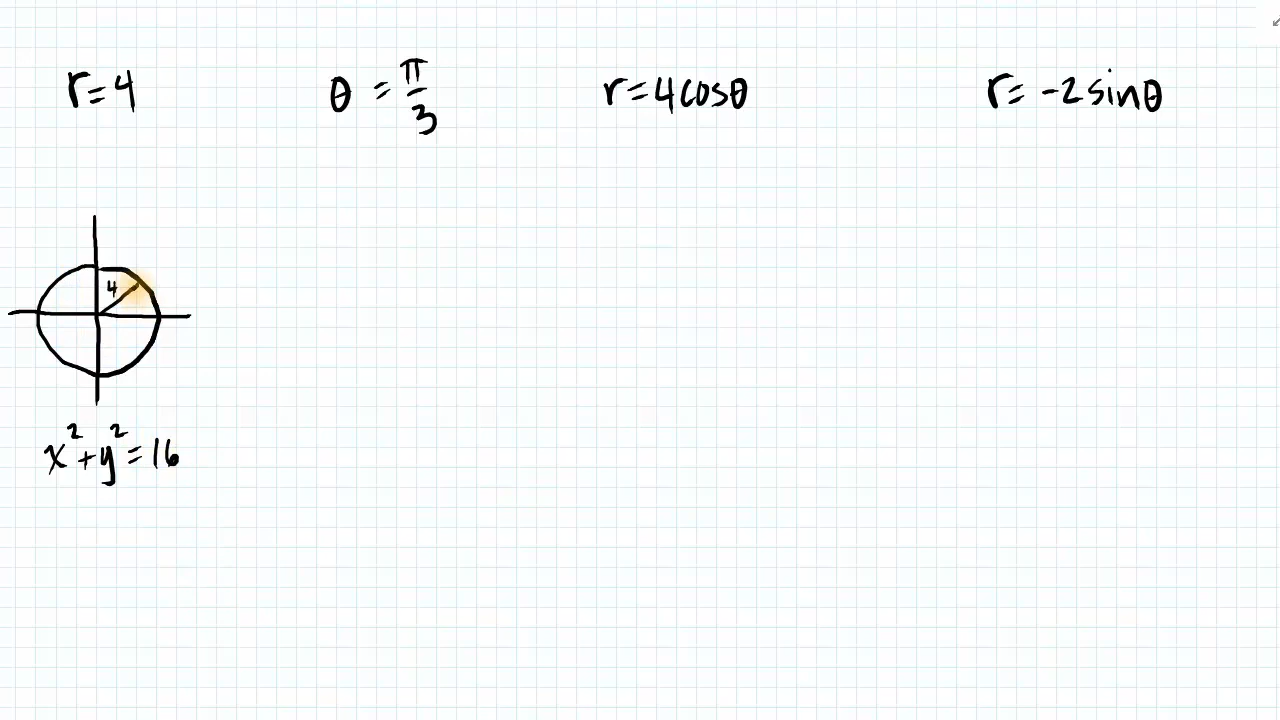 r=4
θ = π/3
r=4cosθ
r= -2sinθ
4
x²+y²=16